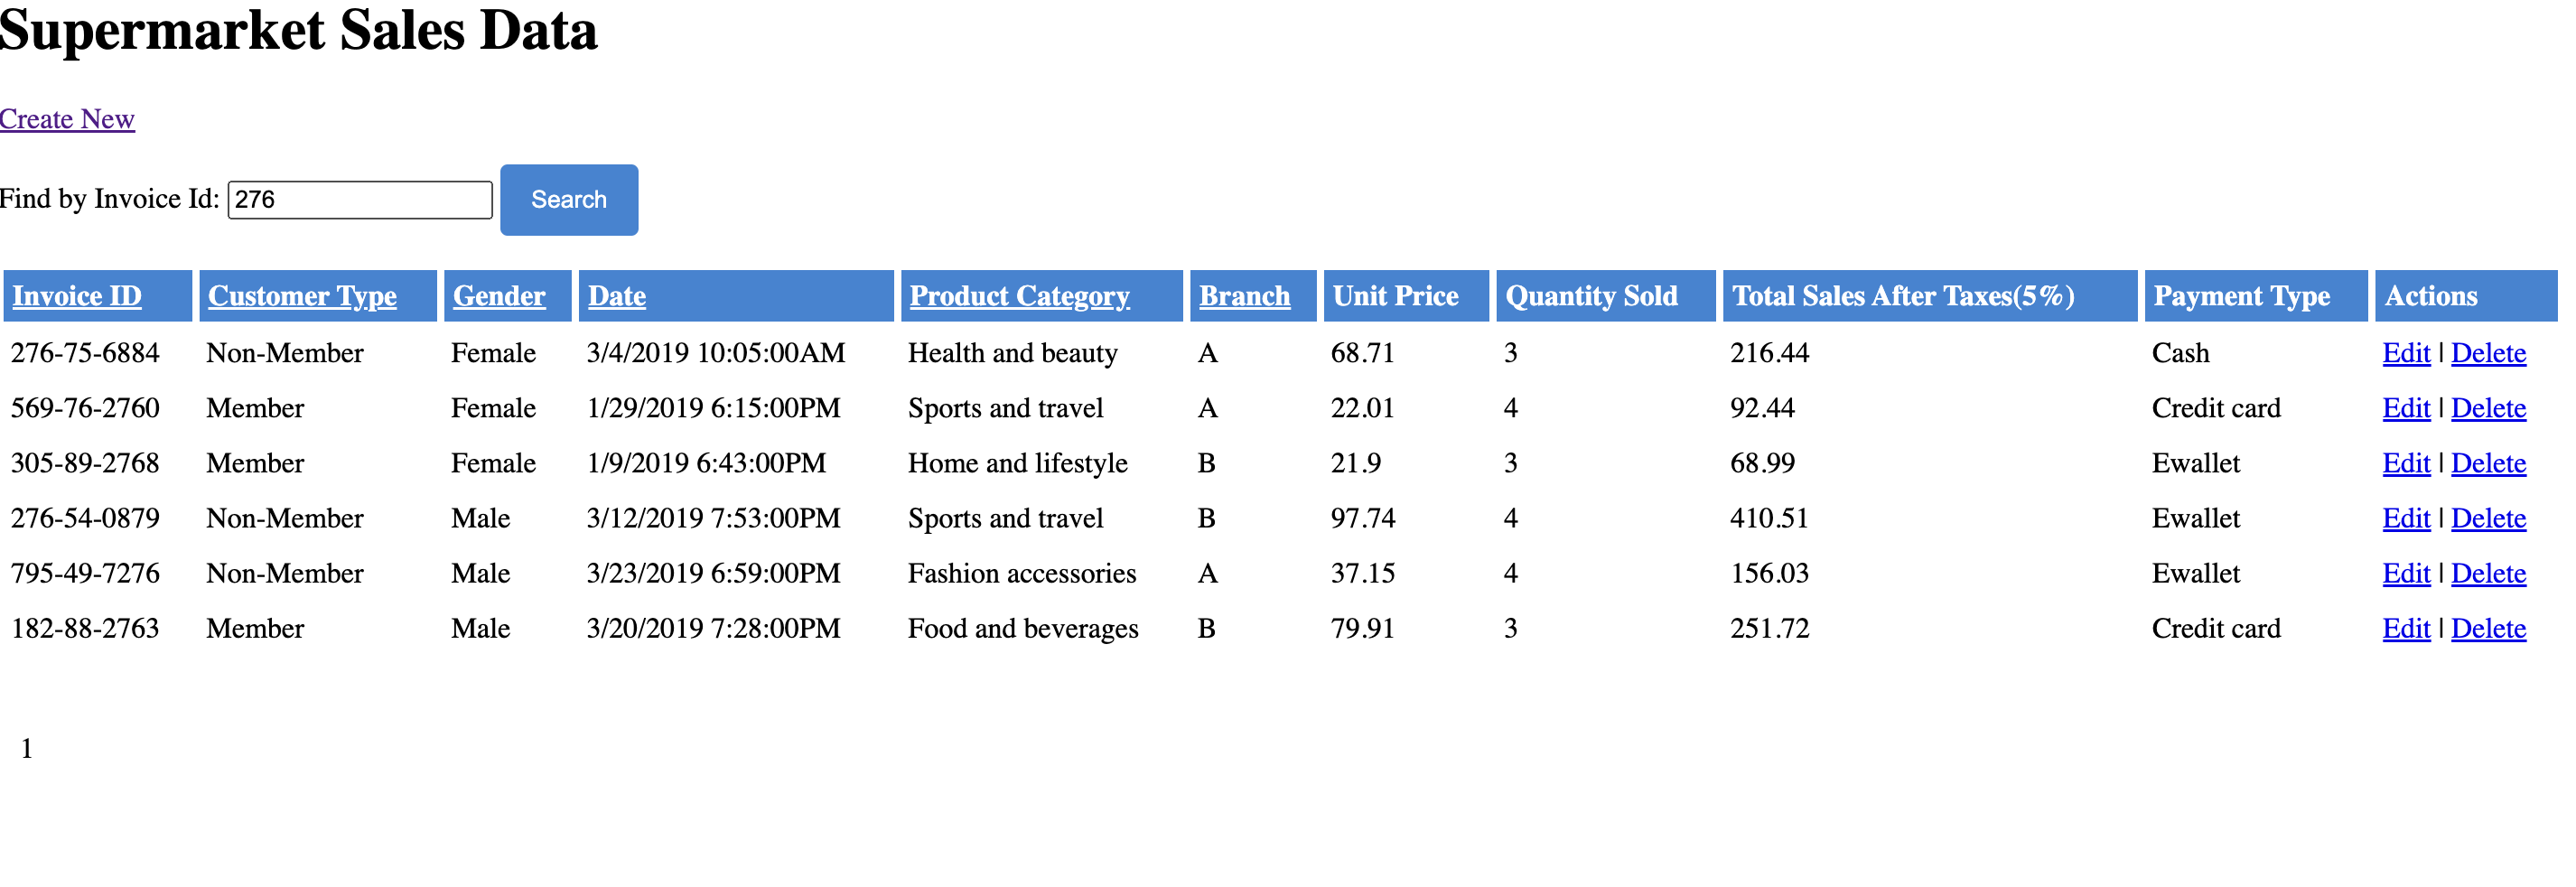 Supermarket Sales Data
Create New
Find by Invoice Id: 276 Search
Invoice ID Customer Type Gender Date Product Category Branch Unit Price Quantity Sold Total Sales After Taxes(5%) Payment Type Actions
276-75-6884 Non-Member Female 3/4/2019 10:05:00AM Health and beauty A 68.71 3 216.44 Cash Edit | Delete
569-76-2760 Member Female 1/29/2019 6:15:00PM Sports and travel A 22.01 4 92.44 Credit card Edit | Delete
305-89-2768 Member Female 1/9/2019 6:43:00PM Home and lifestyle B 21.9 3 68.99 Ewallet Edit | Delete
276-54-0879 Non-Member Male 3/12/2019 7:53:00PM Sports and travel B 97.74 4 410.51 Ewallet Edit | Delete
795-49-7276 Non-Member Male 3/23/2019 6:59:00PM Fashion accessories A 37.15 4 156.03 Ewallet Edit | Delete
182-88-2763 Member Male 3/20/2019 7:28:00PM Food and beverages B 79.91 3 251.72 Credit card Edit | Delete
1